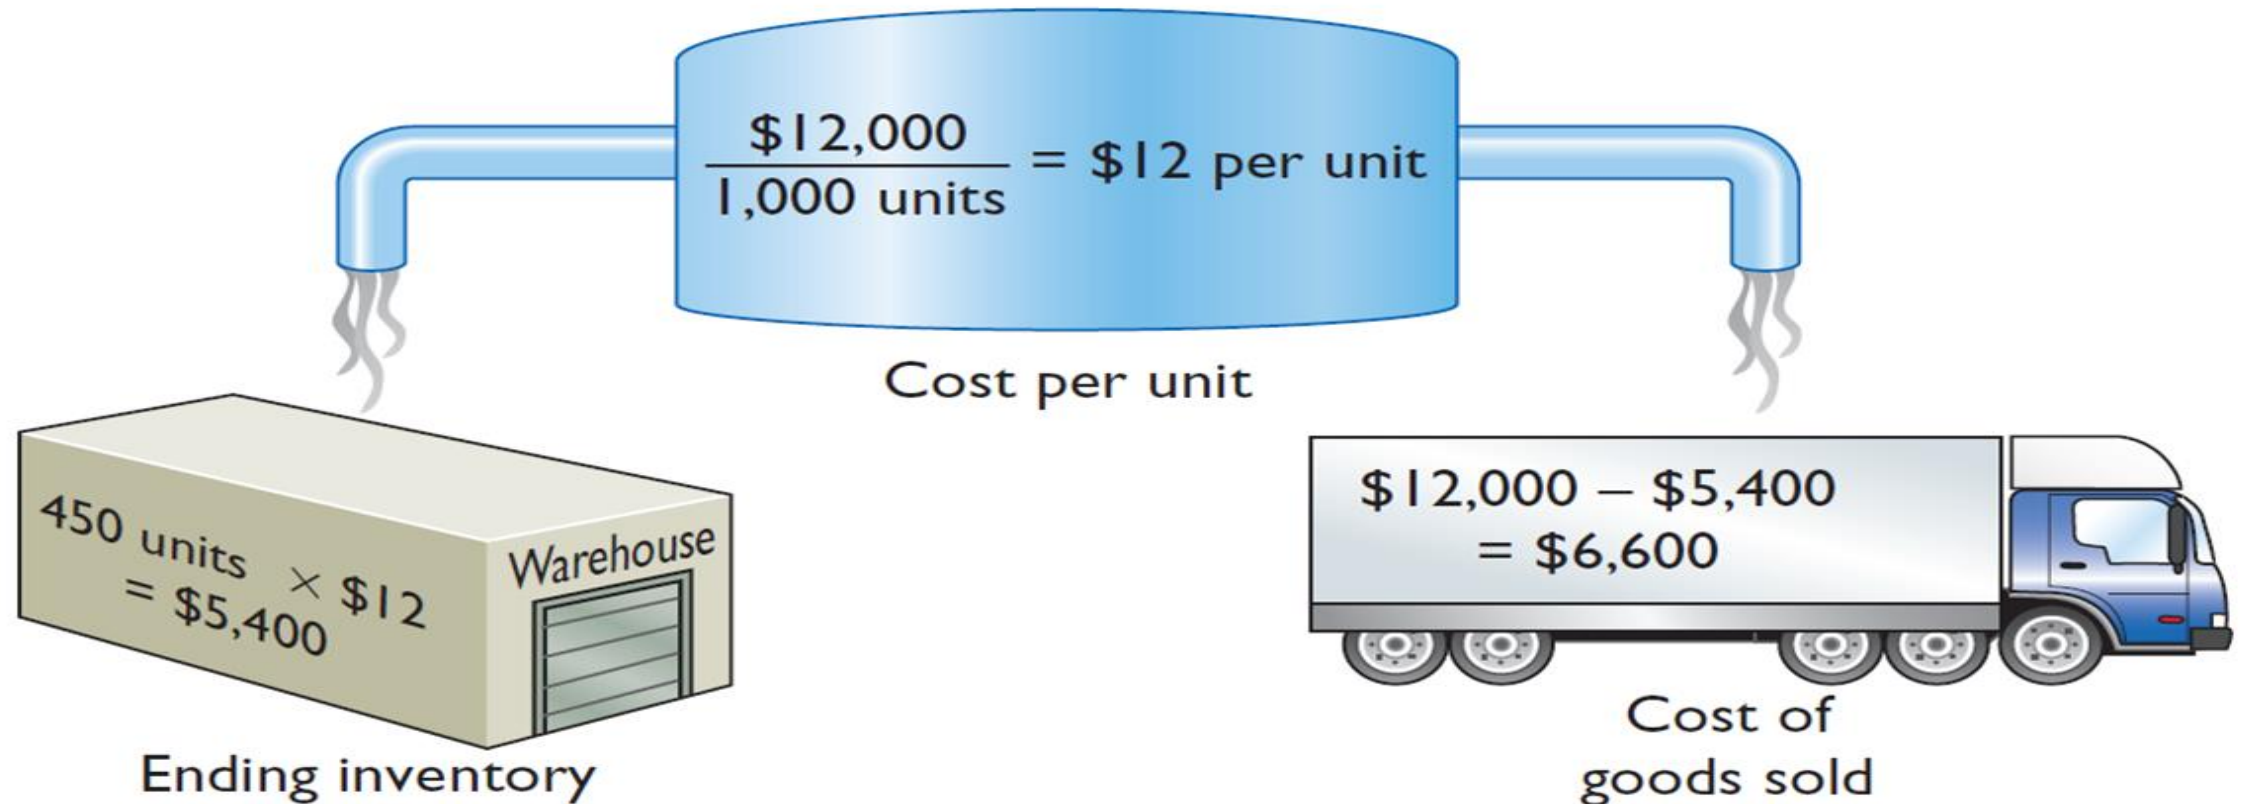 $12,000
1,000 units
= $12 per unit
Cost per unit
450 units × $12
= $5,400
Warehouse
Ending inventory
$12,000 – $5,400
= $6,600
Cost of
goods sold